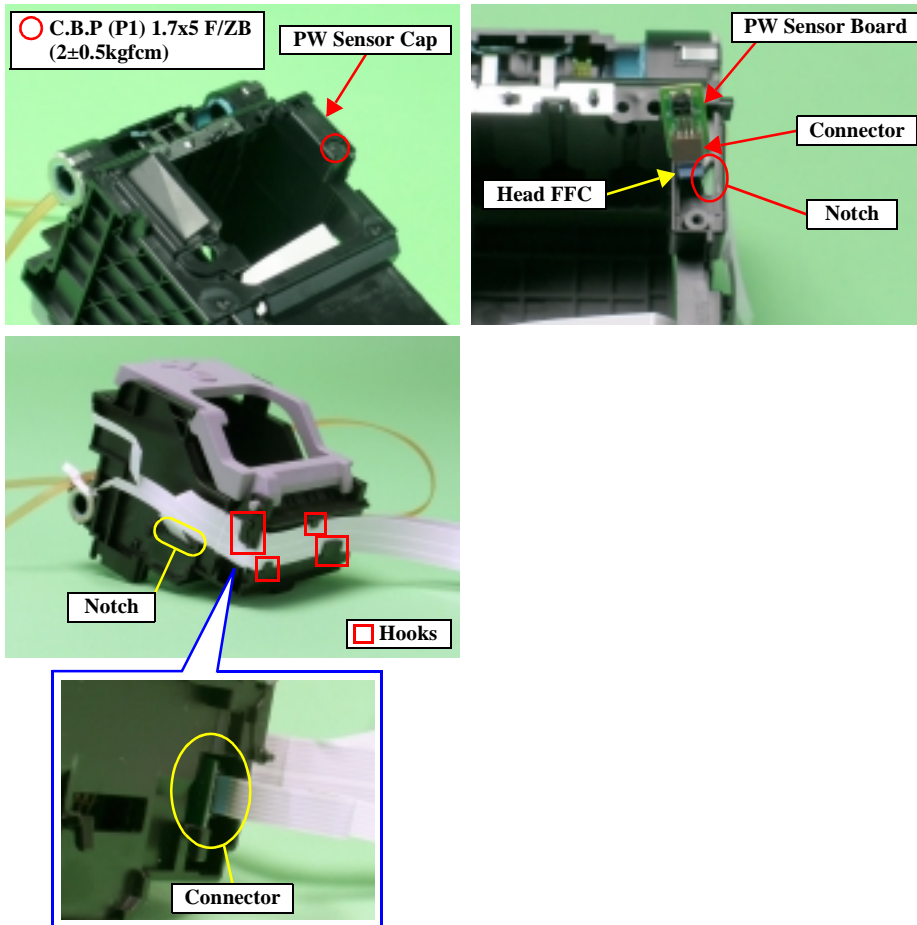 C.B.P (P1) 1.7x5 F/ZB
(2±0.5kgfcm)
PW Sensor Cap
PW Sensor Board
Connector
Head FFC
Notch
Notch
Hooks
Connector